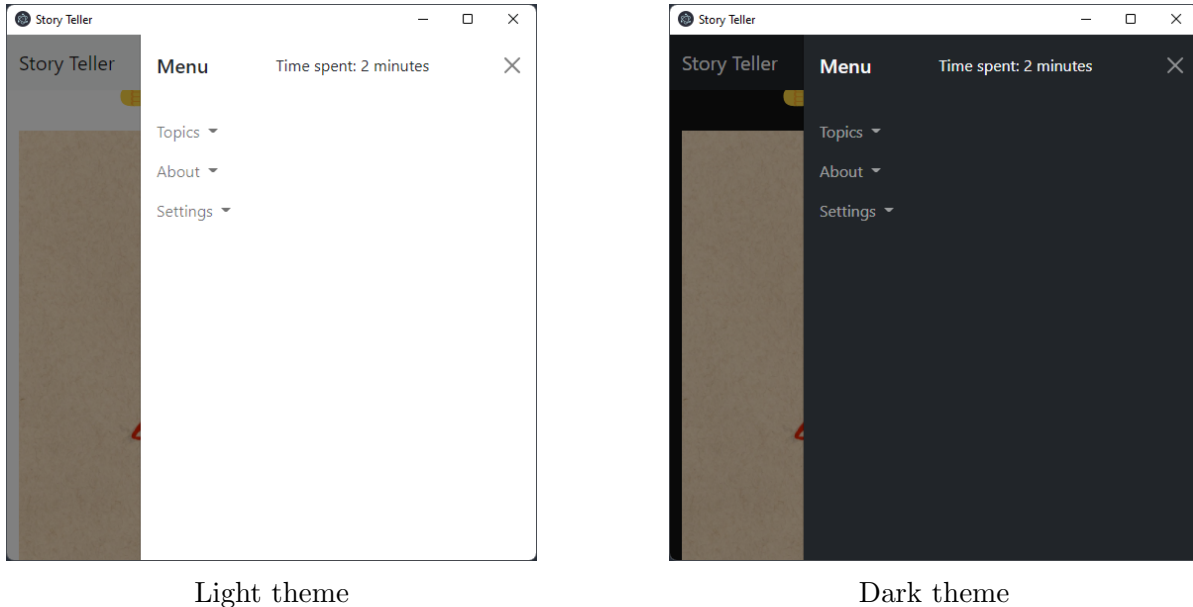 Story Teller
Story Teller
Menu
Time spent: 2 minutes
Topics
About
Settings
Light theme
Story Teller
Story Teller
Menu
Time spent: 2 minutes
Topics
About
Settings
Dark theme